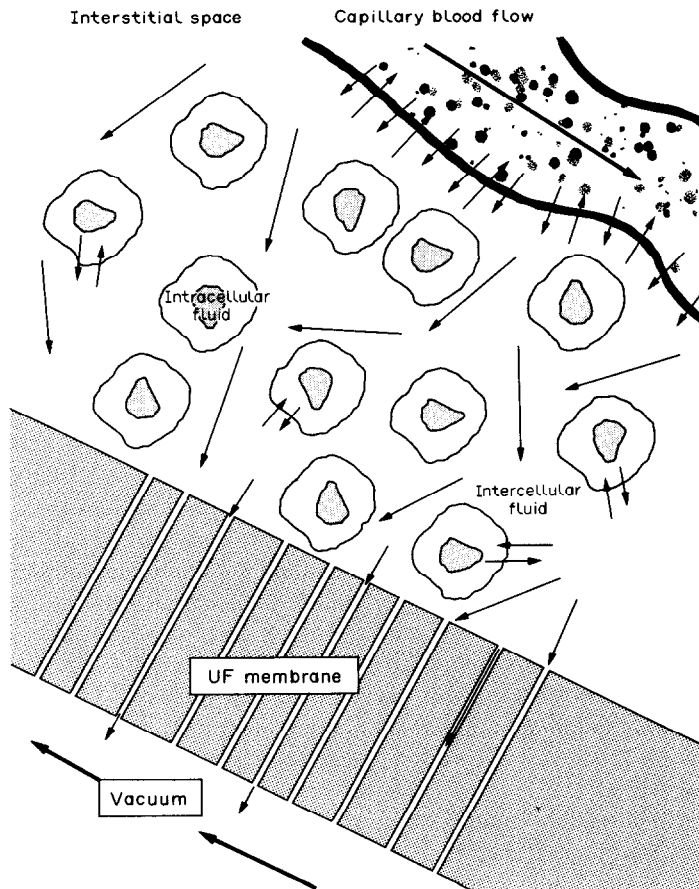 Interstitial space
Capillary blood flow
Intracellular
fluid
Intercellular
fluid
UF membrane
Vacuum